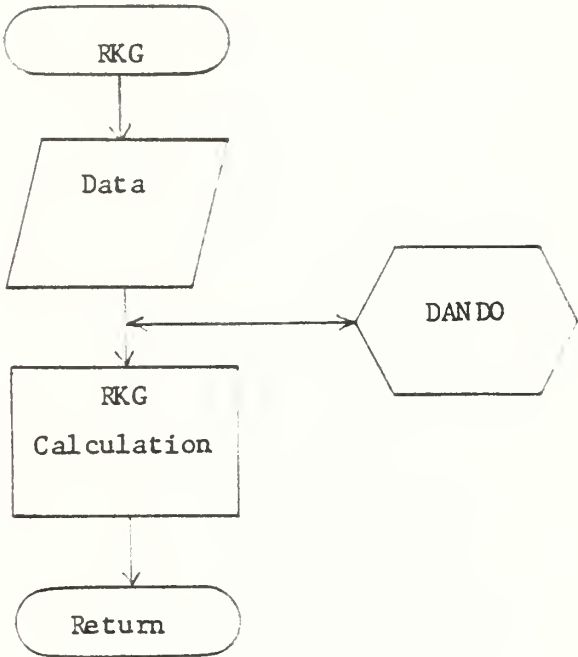 RKG
Data
DANDO
RKG
Calculation
Return